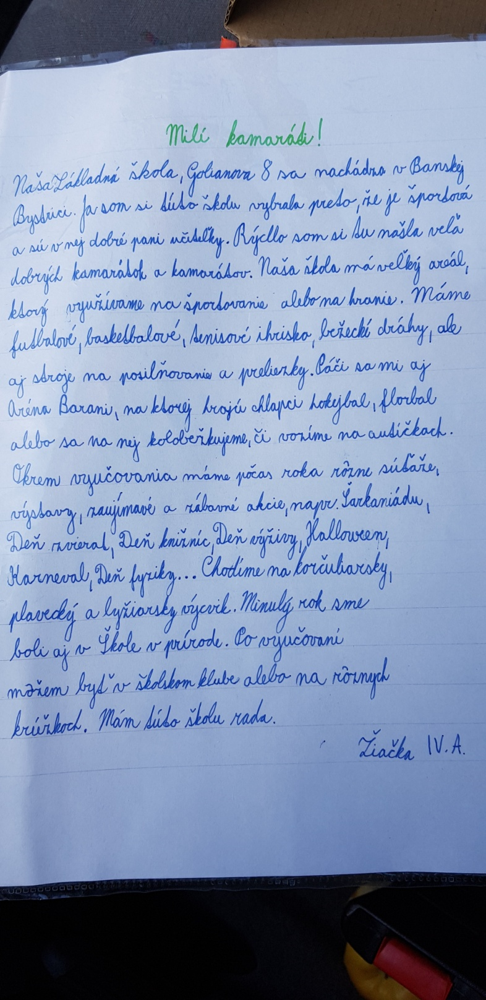 Milí kamaráti!
Naša Základná škola, Golianova 8 sa nachádza v Banskej
Bystrici. Ja som si túto školu vybrala preto, že je športová
a sú v nej dobré pani učiteľky. Rýchlo som si tu našla veľa
dobrých kamarátok a kamarátov. Naša škola má veľký areál,
ktorý využívame na športovanie alebo na hranie. Máme
futbalové, basketbalové, tenisové ihrisko, bežecké dráhy, ale
aj stroje na posilňovanie a preliezky. Páči sa mi aj
Aréna Barani, na ktorej hrajú chlapci hokejbal, florbal
alebo sa na nej kolobežkujeme, či vozíme na autíčkach.
Okrem vyučovania máme počas roka rôzne súťaže,
výstavy, zaujímavé a zábavné akcie, napr. Šarkaniádu,
Deň zvierat, Deň knižníc, Deň výživy, Halloween,
Karneval, Deň fyziky... Chodíme na korčuliarsky,
plavecký a lyžiarsky výcvik. Minulý rok sme
boli aj v Škole v prírode. Po vyučovaní
môžem byť v školskom klube alebo na rôznych
krúžkoch. Mám túto školu rada.
Žiačka IV. A.